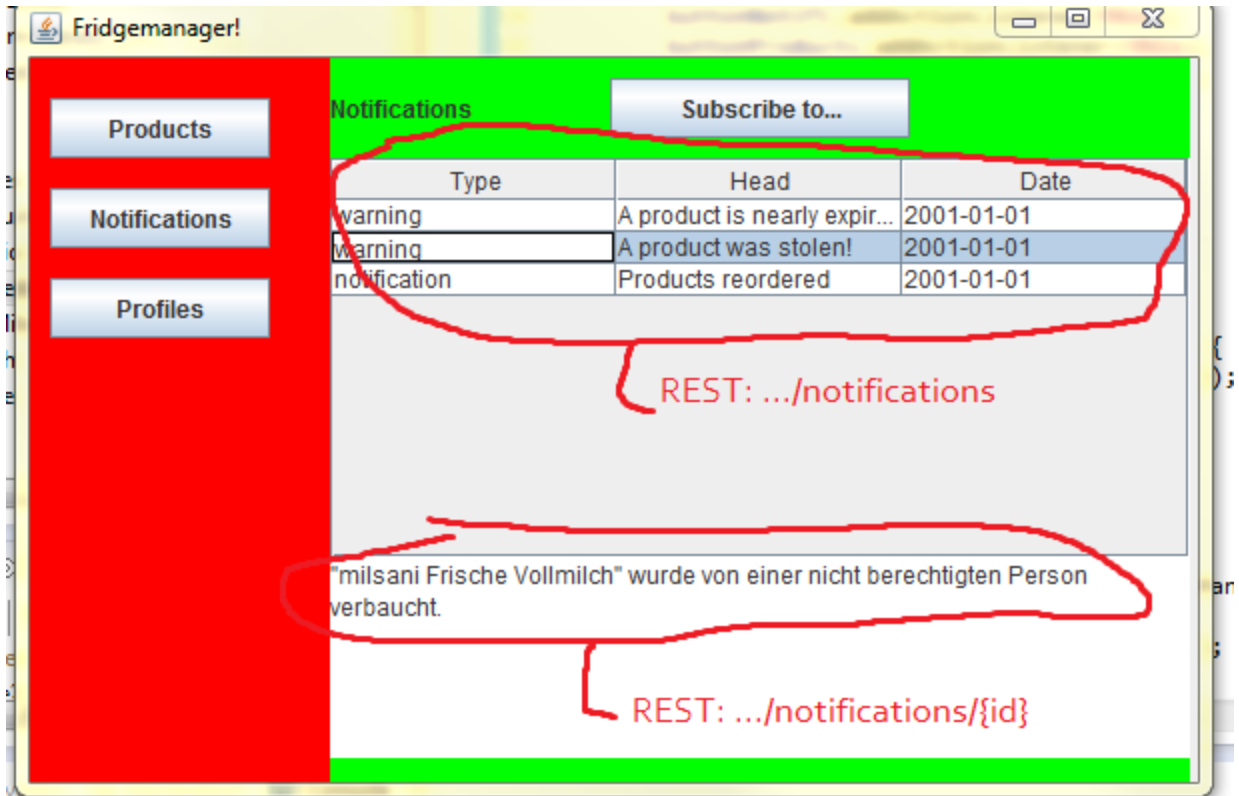 Fridgemanager!
Products
Notifications
Profiles
Notifications
Subscribe to...
Type Head Date
warning A product is nearly expir... 2001-01-01
warning A product was stolen! 2001-01-01
notification Products reordered 2001-01-01
REST: .../notifications
"milsani Frische Vollmilch" wurde von einer nicht berechtigten Person
verbaucht.
REST: .../notifications/{id}